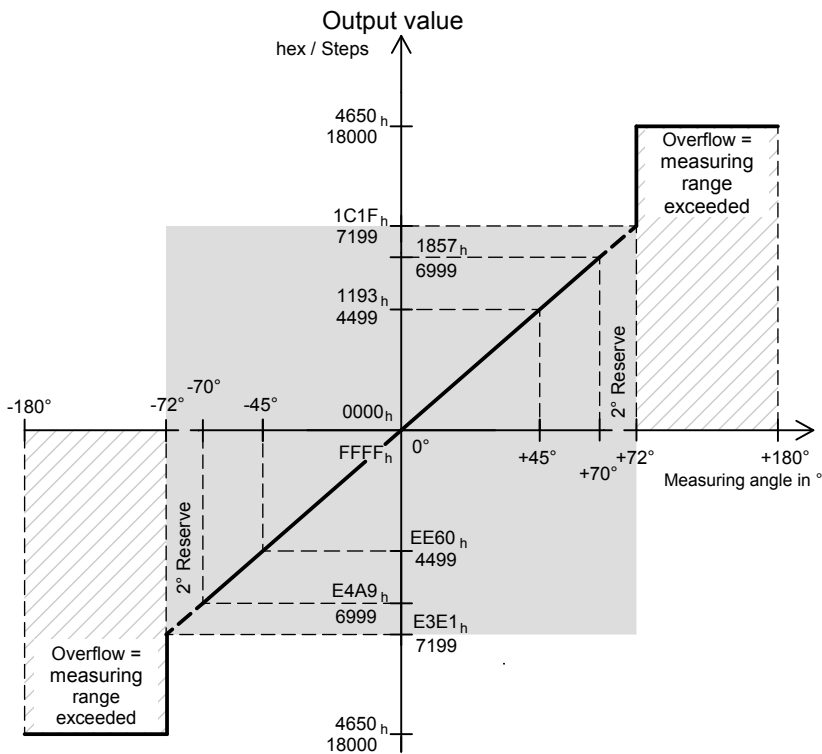 Output value
hex / Steps
4650 h
18000
Overflow =
measuring
range
exceeded
1C1F h
7199
1857 h
6999
1193 h
4499
2° Reserve
-180°
-72°
-70°
-45°
0000 h
FFFF h
0°
+45°
+70°
+72°
+180°
Measuring angle in °
2° Reserve
EE60 h
4499
E4A9 h
6999
E3E1 h
7199
Overflow =
measuring
range
exceeded
4650 h
18000